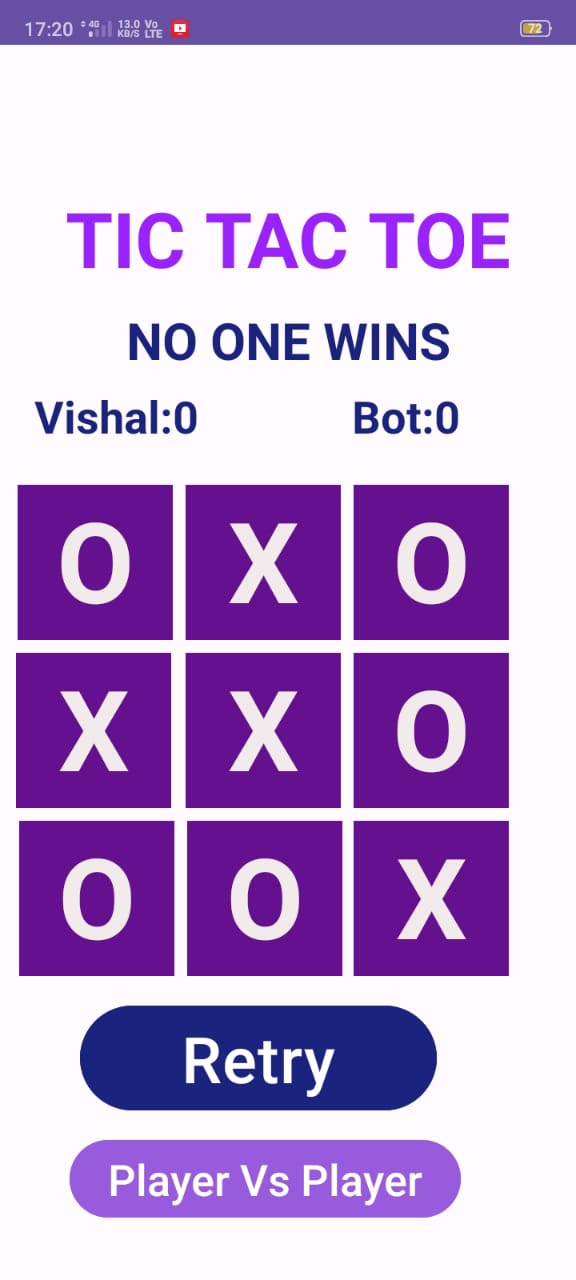 17:20 4G 13.0 KB/S Vo LTE 72
TIC TAC TOE
NO ONE WINS
Vishal:0 Bot:0
O X O
X X O
O O X
Retry
Player Vs Player